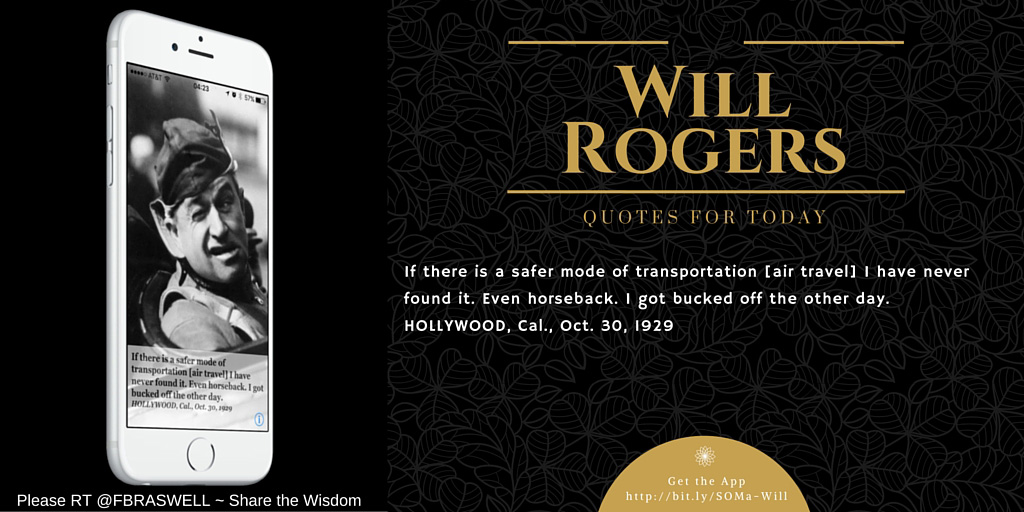 AT&T
04:23
57%
If there is a safer mode of
transportation [air travel] I have
never found it. Even horseback. I got
bucked off the other day.
HOLLYWOOD, Cal., Oct. 30, 1929
Please RT @FBRASWELL ~ Share the Wisdom
WILL
ROGERS
QUOTES FOR TODAY
If there is a safer mode of transportation [air travel] I have never
found it. Even horseback. I got bucked off the other day.
HOLLYWOOD, Cal., Oct. 30, 1929
Get the App
http://bit.ly/SOMa-Will